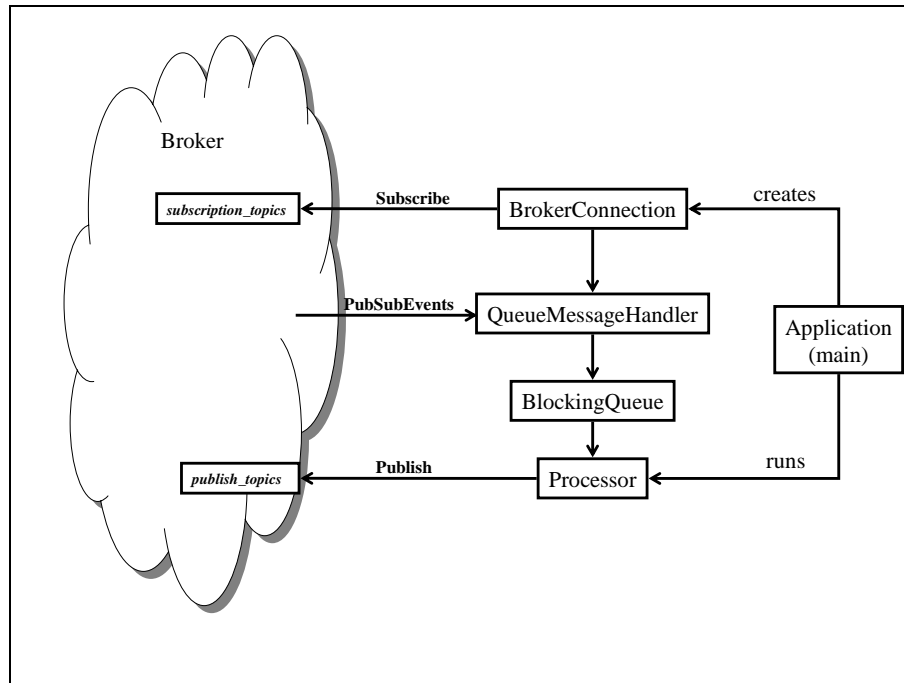 Broker
subscription_topics
Subscribe
BrokerConnection
creates
PubSubEvents
QueueMessageHandler
Application
(main)
BlockingQueue
publish_topics
Publish
Processor
runs